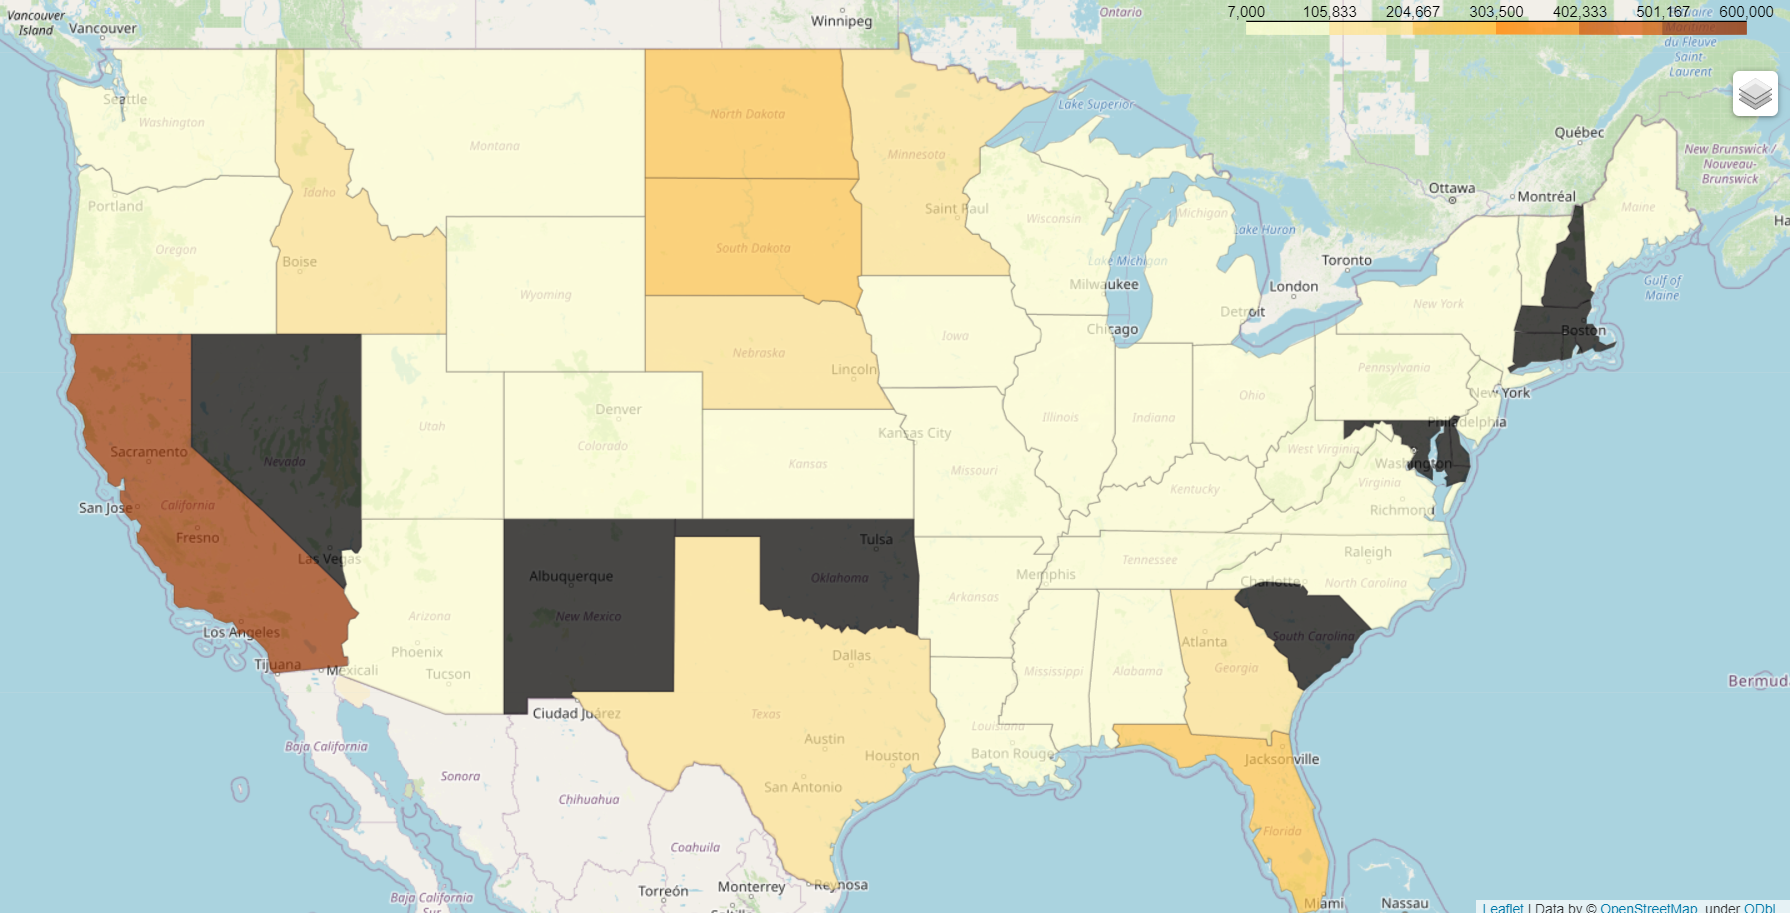 Vancouver
Island
Vancouver
Winnipeg
Ontario
7,000 105,833 204,667 303,500 402,333 501,167 600,000
Maritime
du Fleuve
Saint-
Laurent
Seattle
Washington
Montana
North Dakota
Minnesota
Lake Superior
Québec
New Brunswick /
Nouveau-
Brunswick
Portland
Oregon
Idaho
Boise
South Dakota
Saint Paul
Wisconsin
Michigan
Lake Huron
Ottawa
Montréal
Maine
Ha
Wyoming
Lake Michigan
Milwaukee
Toronto
London
Gulf of
Maine
Detroit
New York
Chicago
Iowa
Boston
Nebraska
Lincoln
Pennsylvania
New York
Denver
Utah
Colorado
Kansas City
Illinois
Indiana
Ohio
Philadelphia
Sacramento
Nevada
Kansas
Missouri
West Virginia
Washington
Virginia
California
San Jose
Fresno
Kentucky
Richmond
Las Vegas
Tulsa
Albuquerque
Oklahoma
Memphis
Tennessee
Raleigh
Charlotte
North Carolina
New Mexico
Arizona
Arkansas
Los Angeles
Phoenix
Tucson
Dallas
Mississippi
Alabama
Atlanta
Georgia
South Carolina
Tijuana
Mexicali
Bermuda
Ciudad Juárez
Texas
Austin
Houston
Louisiana
Baton Rouge
Jacksonville
Baja California
Sonora
San Antonio
Chihuahua
Florida
Coahuila
Torreón
Monterrey
Reynosa
Baja California
Sur
Miami
Nassau
Leaflet | Data by © OpenStreetMap, under ODbL